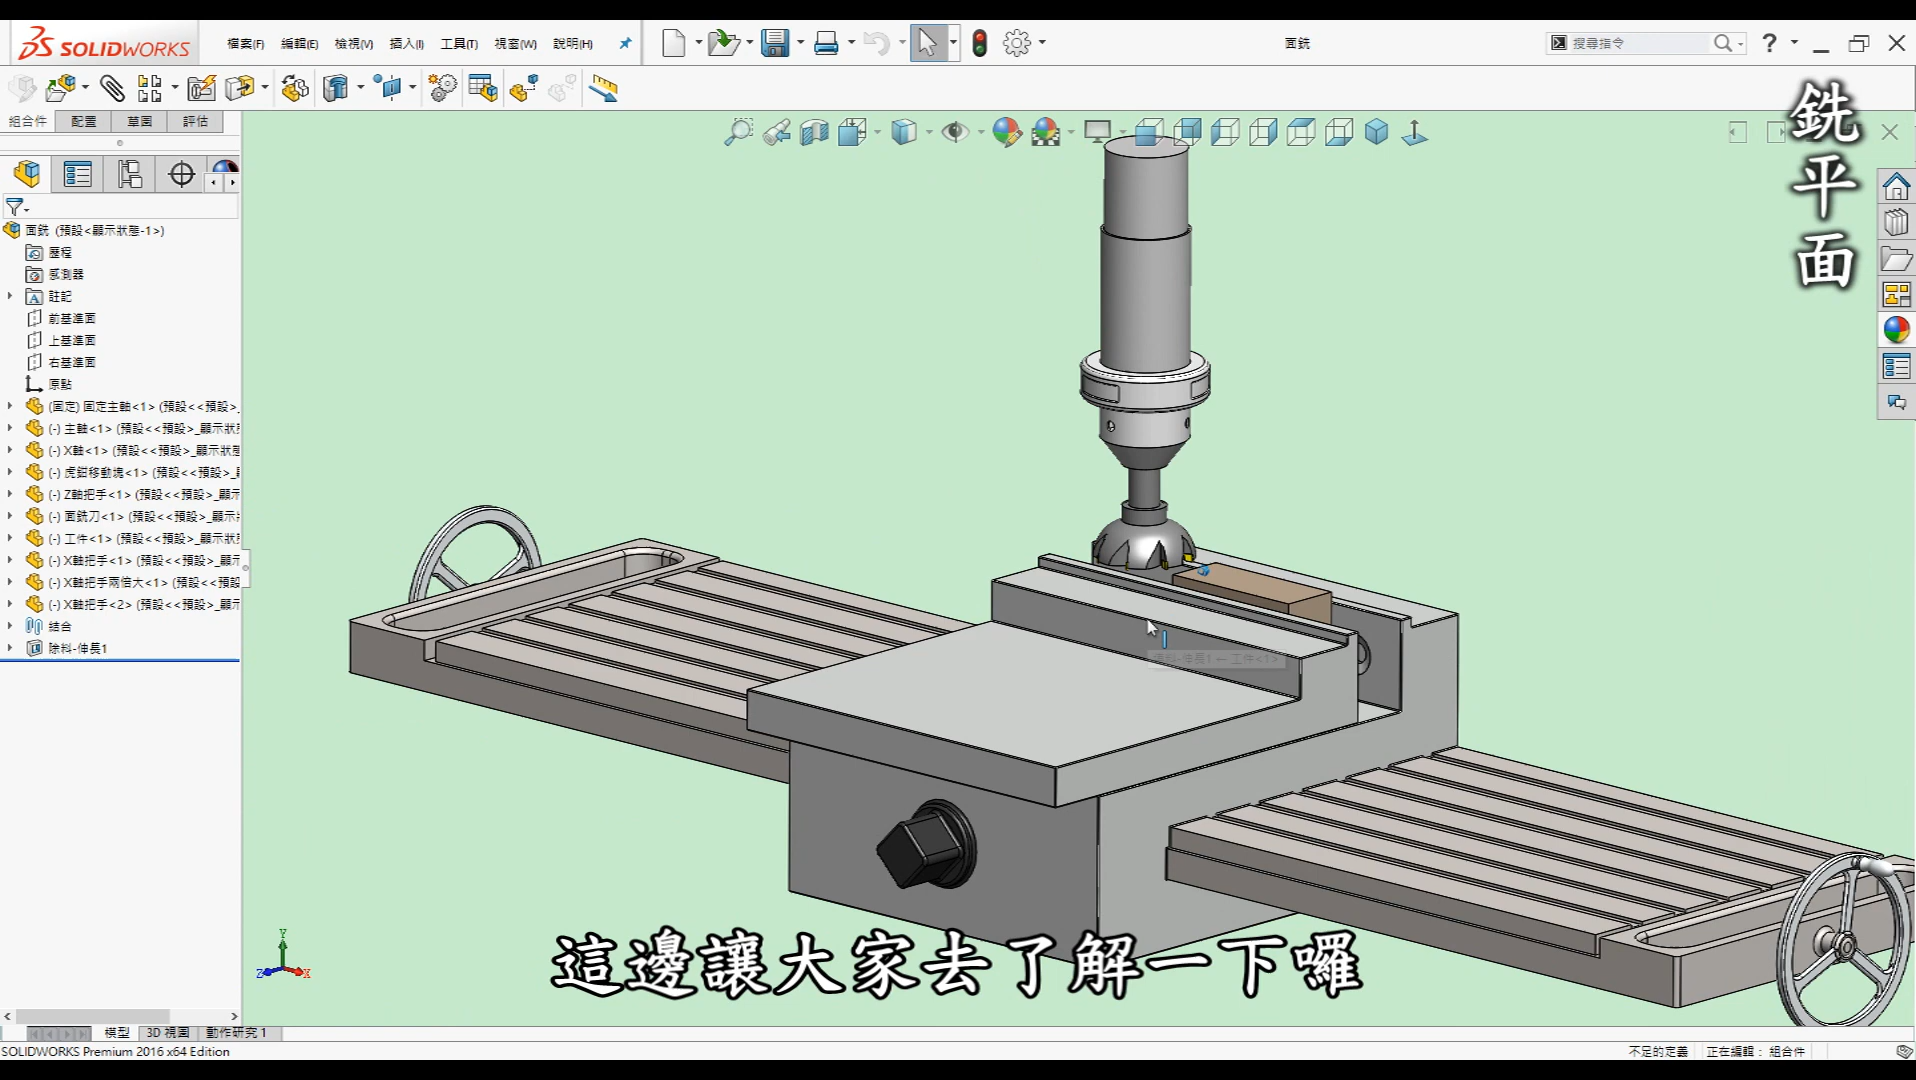 SOLIDWORKS
檔案(F) 編輯(E) 檢視(V) 插入(I) 工具(T) 視窗(W) 說明(H)
面銑
搜尋指令
組合件 配置 草圖 評估
銑平面
面銑 (預設<顯示狀態-1>)
歷程
感測器
註記
前基準面
上基準面
右基準面
原點
(固定) 固定主軸<1> (預設<<預設>_
(-) 主軸<1> (預設<<預設>_顯示狀
(-) X軸<1> (預設<<預設>_顯示狀態
(-) 虎鉗移動塊<1> (預設<<預設>_
(-) Z軸把手<1> (預設<<預設>_顯示
(-) 面銑刀<1> (預設<<預設>_顯示
(-) 工件<1> (預設<<預設>_顯示狀態
(-) X軸把手<1> (預設<<預設>_顯示
(-) X軸把手兩倍大<1> (預設<<預設
(-) X軸把手<2> (預設<<預設>_顯示
結合
除料-伸長1
除料-伸長1 ← 工件<1>
Y
Z X
這邊讓大家去了解一下囉
模型 3D 視圖 動作研究 1
SOLIDWORKS Premium 2016 x64 Edition
不足的定義 正在編輯： 組合件